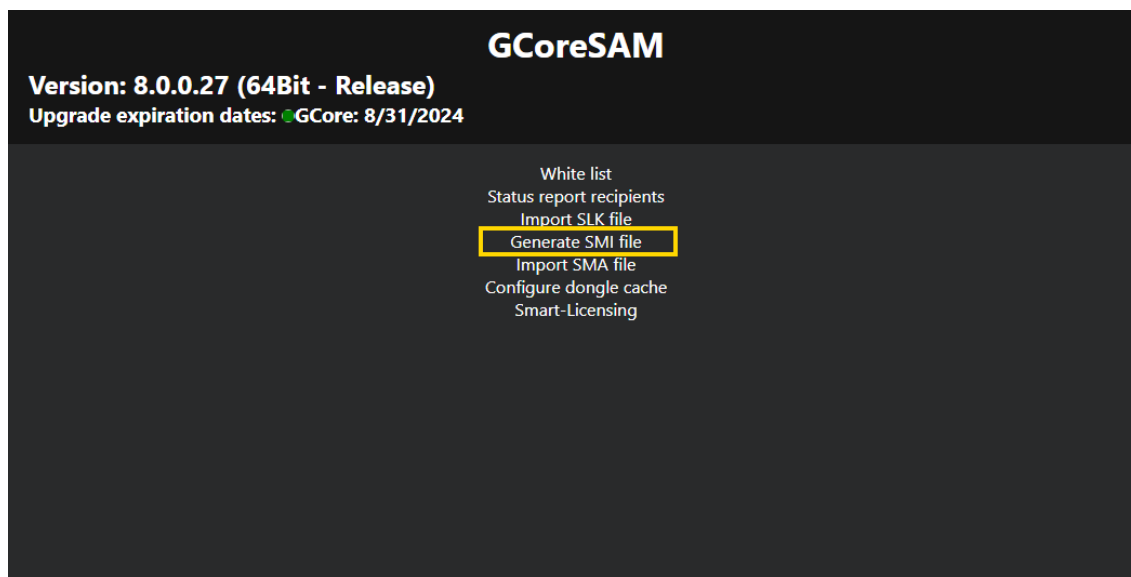 GCoreSAM
Version: 8.0.0.27 (64Bit - Release)
Upgrade expiration dates: GCore: 8/31/2024
White list
Status report recipients
Import SLK file
Generate SMI file
Import SMA file
Configure dongle cache
Smart-Licensing